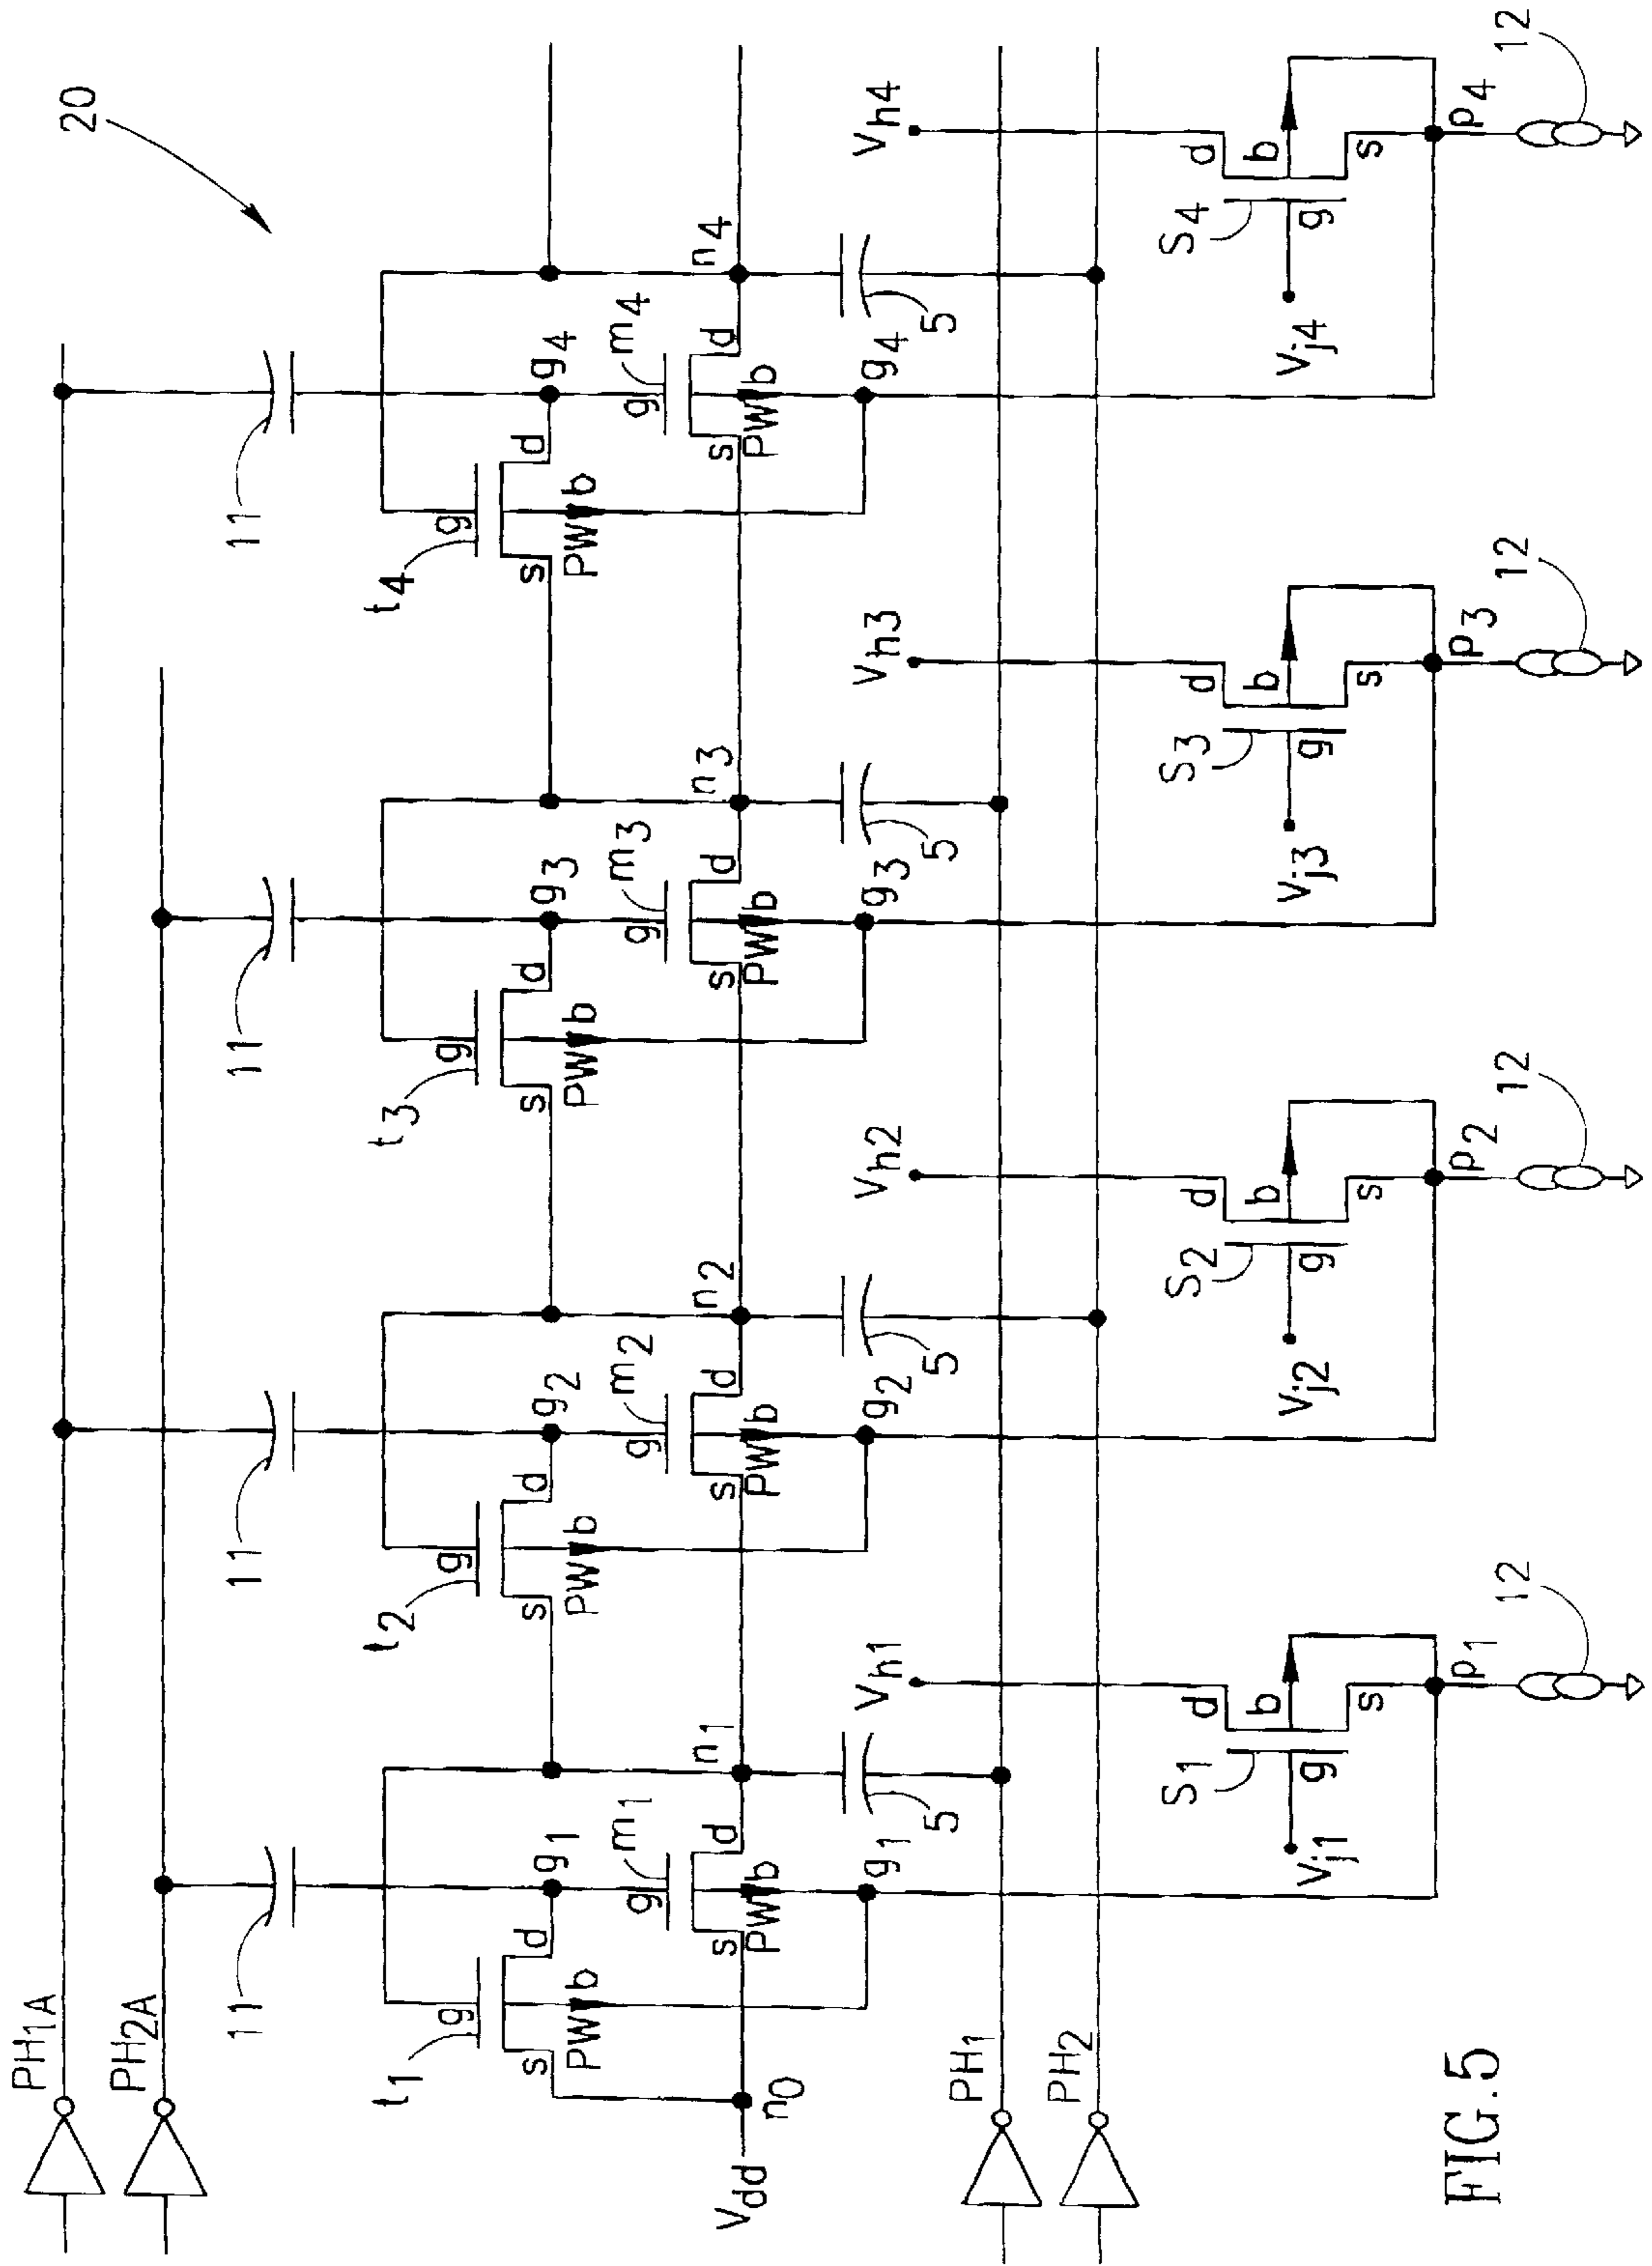 20
PH1A
PH2A
11
11
11
11
t1
g
s
d
PW
b
g1
t2
g
s
d
PW
b
g2
t3
g
s
d
PW
b
g3
t4
g
s
d
PW
b
g4
Vdd
n0
m1
g
s
d
PW
b
n1
m2
g
s
d
PW
b
n2
m3
g
s
d
PW
b
n3
m4
g
s
d
PW
b
n4
g1
5
g2
5
g3
5
g4
5
PH1
PH2
Vh1
Vh2
Vh3
Vh4
Vj1
S1
g
d
b
s
P1
12
Vj2
S2
g
d
b
s
P2
12
Vj3
S3
g
d
b
s
P3
12
Vj4
S4
g
d
b
s
P4
12
FIG.5